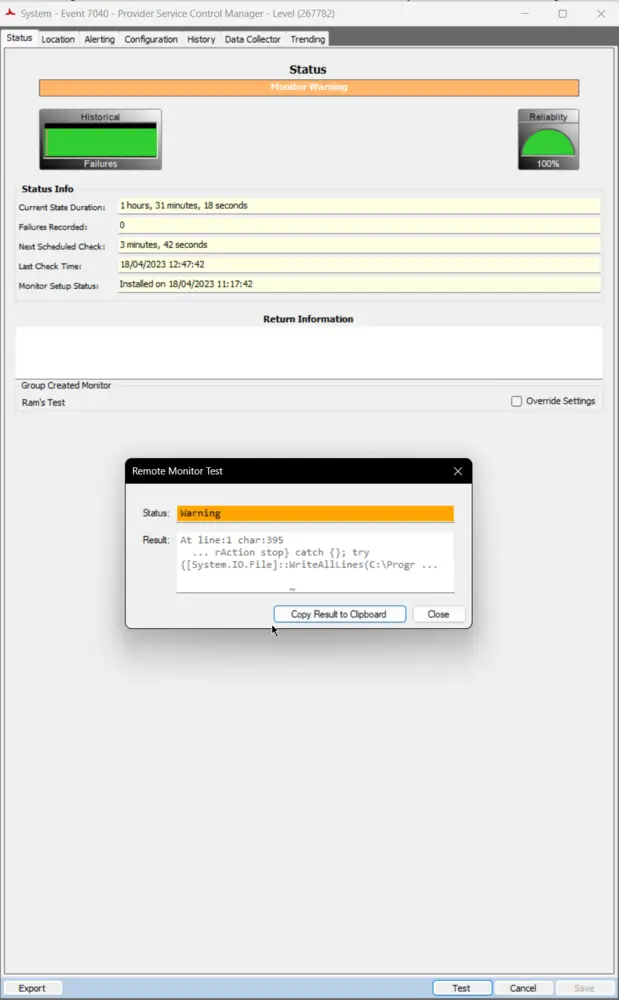 System - Event 7040 - Provider Service Control Manager - Level (267782)
Status Location Alerting Configuration History Data Collector Trending
Status
Monitor Warning
Historical
Failures
Reliablity
100%
Status Info
Current State Duration: 1 hours, 31 minutes, 18 seconds
Failures Recorded: 0
Next Scheduled Check: 3 minutes, 42 seconds
Last Check Time: 18/04/2023 12:47:42
Monitor Setup Status: Installed on 18/04/2023 11:17:42
Return Information
Group Created Monitor
Ram's Test
Override Settings
Remote Monitor Test
Status: Warning
Result: At line:1 char:395
... rAction stop} catch {}; try
{[System.IO.File]::WriteAllLines(C:\Progr ...
~
Copy Result to Clipboard Close
Export Test Cancel Save